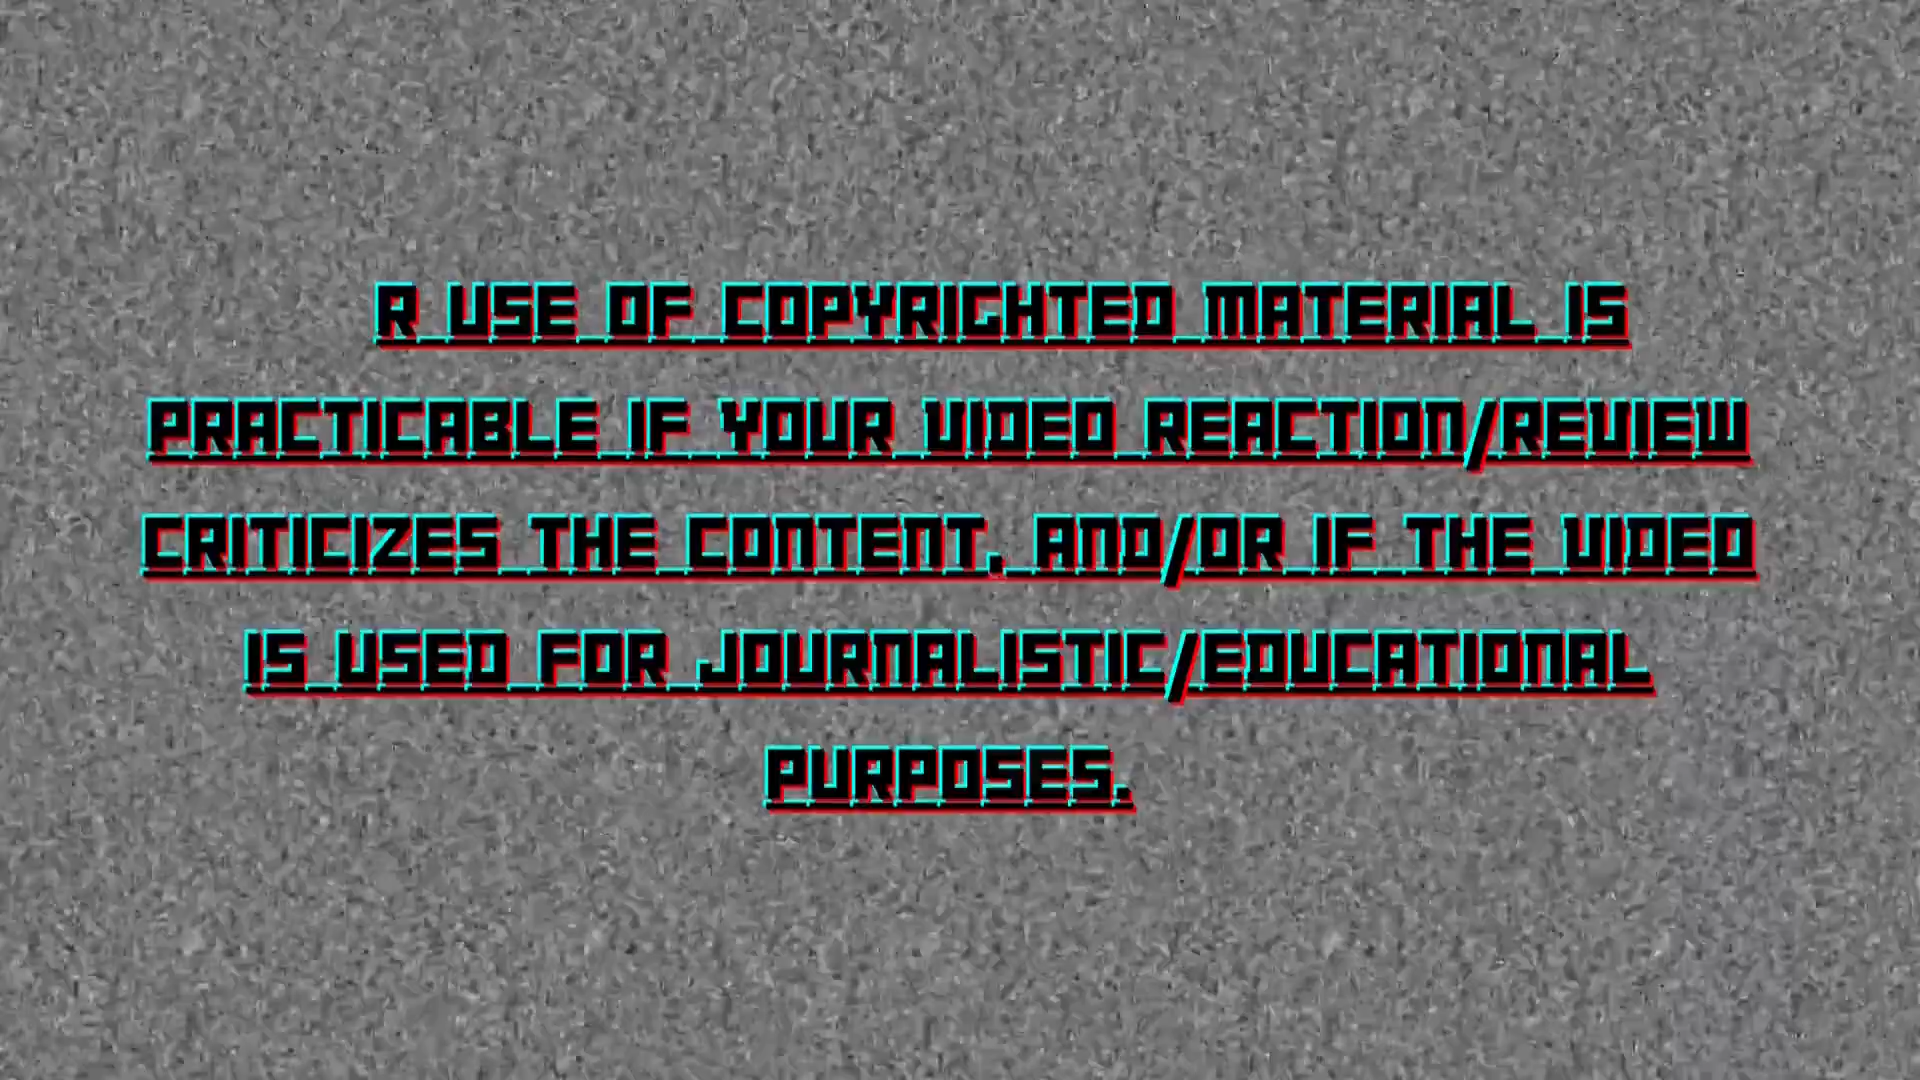 R USE OF COPYRIGHTED MATERIAL IS
PRACTICABLE IF YOUR VIDEO REACTION/REVIEW
CRITICIZES THE CONTENT, AND/OR IF THE VIDEO
IS USED FOR JOURNALISTIC/EDUCATIONAL
PURPOSES.